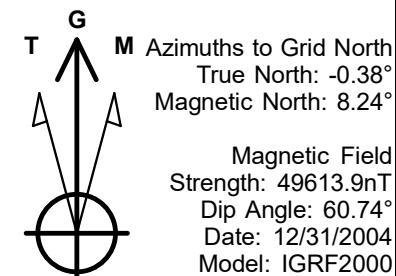 G
T M
Azimuths to Grid North
True North: -0.38°
Magnetic North: 8.24°
Magnetic Field
Strength: 49613.9nT
Dip Angle: 60.74°
Date: 12/31/2004
Model: IGRF2000